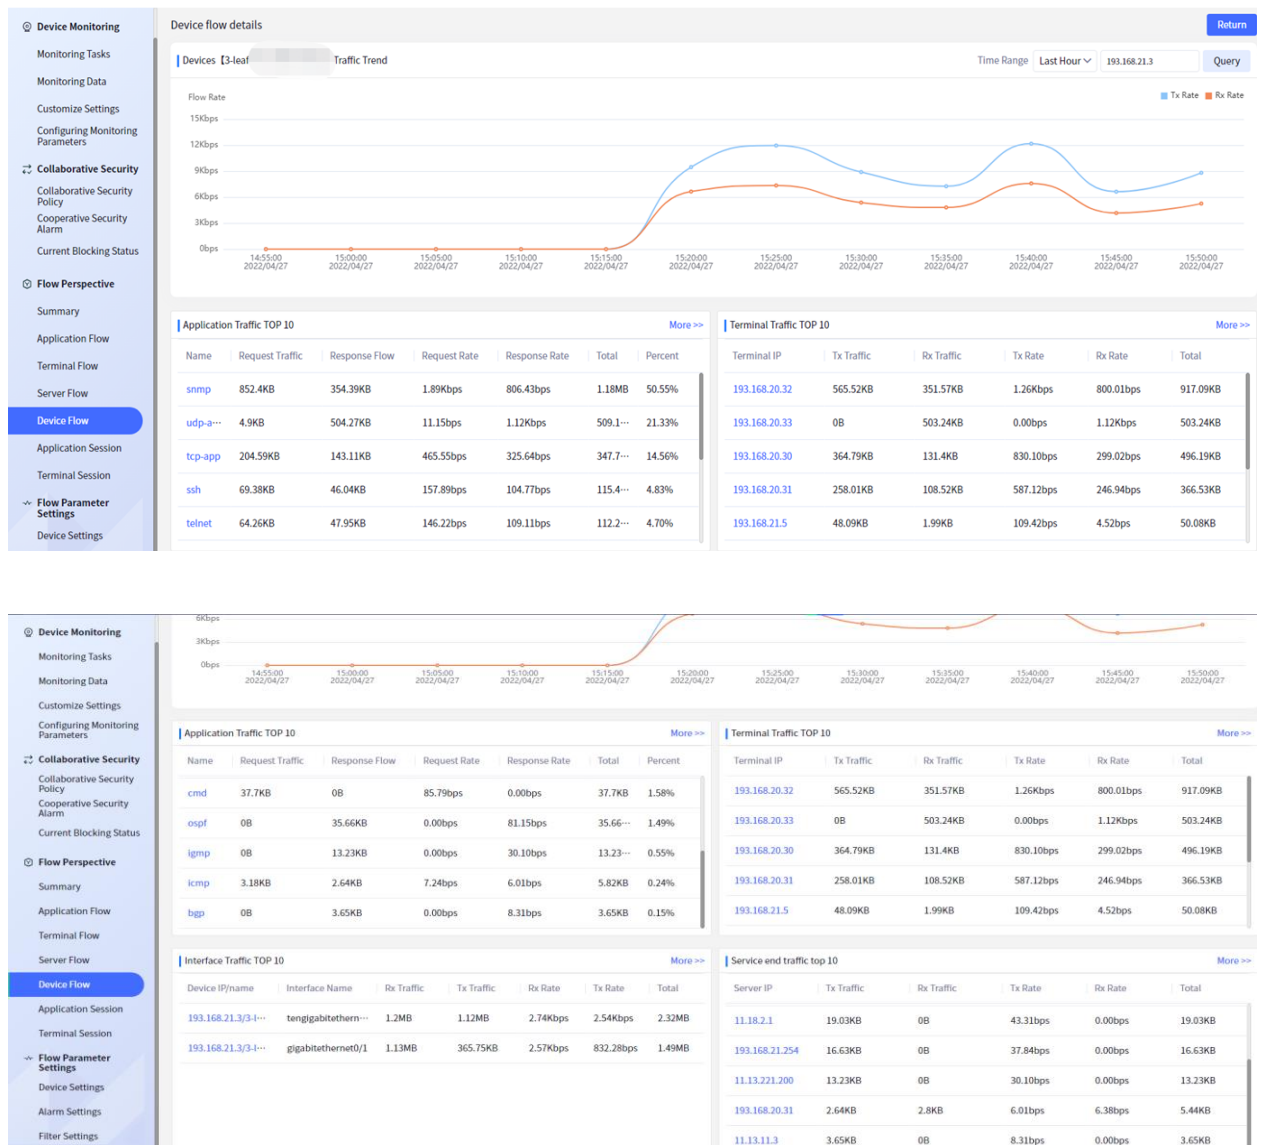 Device Monitoring
Monitoring Tasks
Monitoring Data
Customize Settings
Configuring Monitoring
Parameters
Collaborative Security
Collaborative Security
Policy
Cooperative Security
Alarm
Current Blocking Status
Flow Perspective
Summary
Application Flow
Terminal Flow
Server Flow
Device Flow
Application Session
Terminal Session
Flow Parameter
Settings
Device Settings
Device flow details Return
Devices【3-leaf Traffic Trend Time Range Last Hour 193.168.21.3 Query
Flow Rate Tx Rate Rx Rate
15Kbps
12Kbps
9Kbps
6Kbps
3Kbps
0bps
14:55:00 15:00:00 15:05:00 15:10:00 15:15:00 15:20:00 15:25:00 15:30:00 15:35:00 15:40:00 15:45:00 15:50:00
2022/04/27 2022/04/27 2022/04/27 2022/04/27 2022/04/27 2022/04/27 2022/04/27 2022/04/27 2022/04/27 2022/04/27 2022/04/27 2022/04/27
Application Traffic TOP 10 More >>
Name Request Traffic Response Flow Request Rate Response Rate Total Percent
snmp 852.4KB 354.39KB 1.89Kbps 806.43bps 1.18MB 50.55%
udp-a··· 4.9KB 504.27KB 11.15bps 1.12Kbps 509.1··· 21.33%
tcp-app 204.59KB 143.11KB 465.55bps 325.64bps 347.7··· 14.56%
ssh 69.38KB 46.04KB 157.89bps 104.77bps 115.4··· 4.83%
telnet 64.26KB 47.95KB 146.22bps 109.11bps 112.2··· 4.70%
Terminal Traffic TOP 10 More >>
Terminal IP Tx Traffic Rx Traffic Tx Rate Rx Rate Total
193.168.20.32 565.52KB 351.57KB 1.26Kbps 800.01bps 917.09KB
193.168.20.33 0B 503.24KB 0.00bps 1.12Kbps 503.24KB
193.168.20.30 364.79KB 131.4KB 830.10bps 299.02bps 496.19KB
193.168.20.31 258.01KB 108.52KB 587.12bps 246.94bps 366.53KB
193.168.21.5 48.09KB 1.99KB 109.42bps 4.52bps 50.08KB
Device Monitoring
Monitoring Tasks
Monitoring Data
Customize Settings
Configuring Monitoring
Parameters
Collaborative Security
Collaborative Security
Policy
Cooperative Security
Alarm
Current Blocking Status
Flow Perspective
Summary
Application Flow
Terminal Flow
Server Flow
Device Flow
Application Session
Terminal Session
Flow Parameter
Settings
Device Settings
Alarm Settings
Filter Settings
6Kbps
3Kbps
0bps
14:55:00 15:00:00 15:05:00 15:10:00 15:15:00 15:20:00 15:25:00 15:30:00 15:35:00 15:40:00 15:45:00 15:50:00
2022/04/27 2022/04/27 2022/04/27 2022/04/27 2022/04/27 2022/04/27 2022/04/27 2022/04/27 2022/04/27 2022/04/27 2022/04/27 2022/04/27
Application Traffic TOP 10 More >>
Name Request Traffic Response Flow Request Rate Response Rate Total Percent
cmd 37.7KB 0B 85.79bps 0.00bps 37.7KB 1.58%
ospf 0B 35.66KB 0.00bps 81.15bps 35.66··· 1.49%
igmp 0B 13.23KB 0.00bps 30.10bps 13.23··· 0.55%
icmp 3.18KB 2.64KB 7.24bps 6.01bps 5.82KB 0.24%
bgp 0B 3.65KB 0.00bps 8.31bps 3.65KB 0.15%
Terminal Traffic TOP 10 More >>
Terminal IP Tx Traffic Rx Traffic Tx Rate Rx Rate Total
193.168.20.32 565.52KB 351.57KB 1.26Kbps 800.01bps 917.09KB
193.168.20.33 0B 503.24KB 0.00bps 1.12Kbps 503.24KB
193.168.20.30 364.79KB 131.4KB 830.10bps 299.02bps 496.19KB
193.168.20.31 258.01KB 108.52KB 587.12bps 246.94bps 366.53KB
193.168.21.5 48.09KB 1.99KB 109.42bps 4.52bps 50.08KB
Interface Traffic TOP 10 More >>
Device IP/name Interface Name Rx Traffic Tx Traffic Rx Rate Tx Rate Total
193.168.21.3/3-l··· tengigabitethern··· 1.2MB 1.12MB 2.74Kbps 2.54Kbps 2.32MB
193.168.21.3/3-l··· gigabitethernet0/1 1.13MB 365.75KB 2.57Kbps 832.28bps 1.49MB
Service end traffic top 10 More >>
Server IP Tx Traffic Rx Traffic Tx Rate Rx Rate Total
11.18.2.1 19.03KB 0B 43.31bps 0.00bps 19.03KB
193.168.21.254 16.63KB 0B 37.84bps 0.00bps 16.63KB
11.13.221.200 13.23KB 0B 30.10bps 0.00bps 13.23KB
193.168.20.31 2.64KB 2.8KB 6.01bps 6.38bps 5.44KB
11.13.11.3 3.65KB 0B 8.31bps 0.00bps 3.65KB